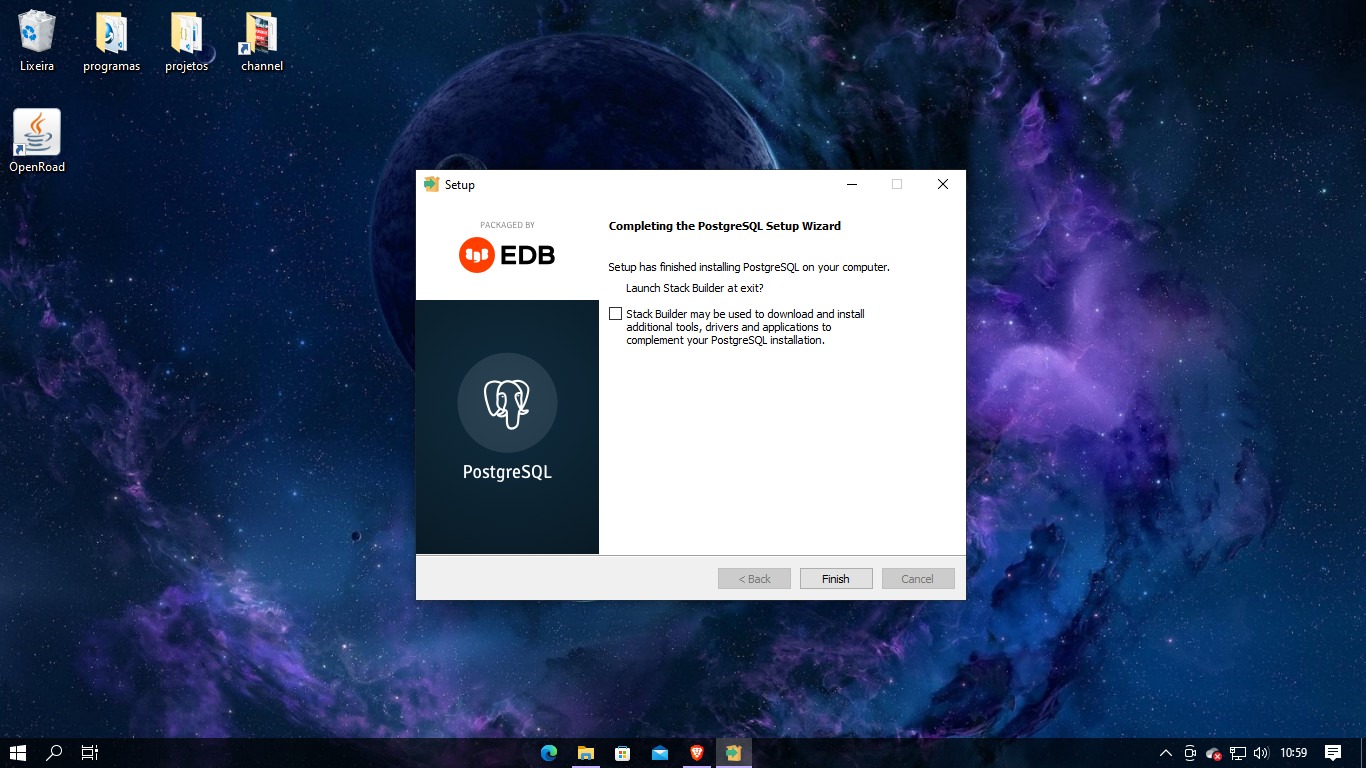 Lixeira
programas
projetos
channel
OpenRoad
Setup
PACKAGED BY
EDB
PostgreSQL
Completing the PostgreSQL Setup Wizard
Setup has finished installing PostgreSQL on your computer.
Launch Stack Builder at exit?
Stack Builder may be used to download and install
additional tools, drivers and applications to
complement your PostgreSQL installation.
< Back
Finish
Cancel
10:59